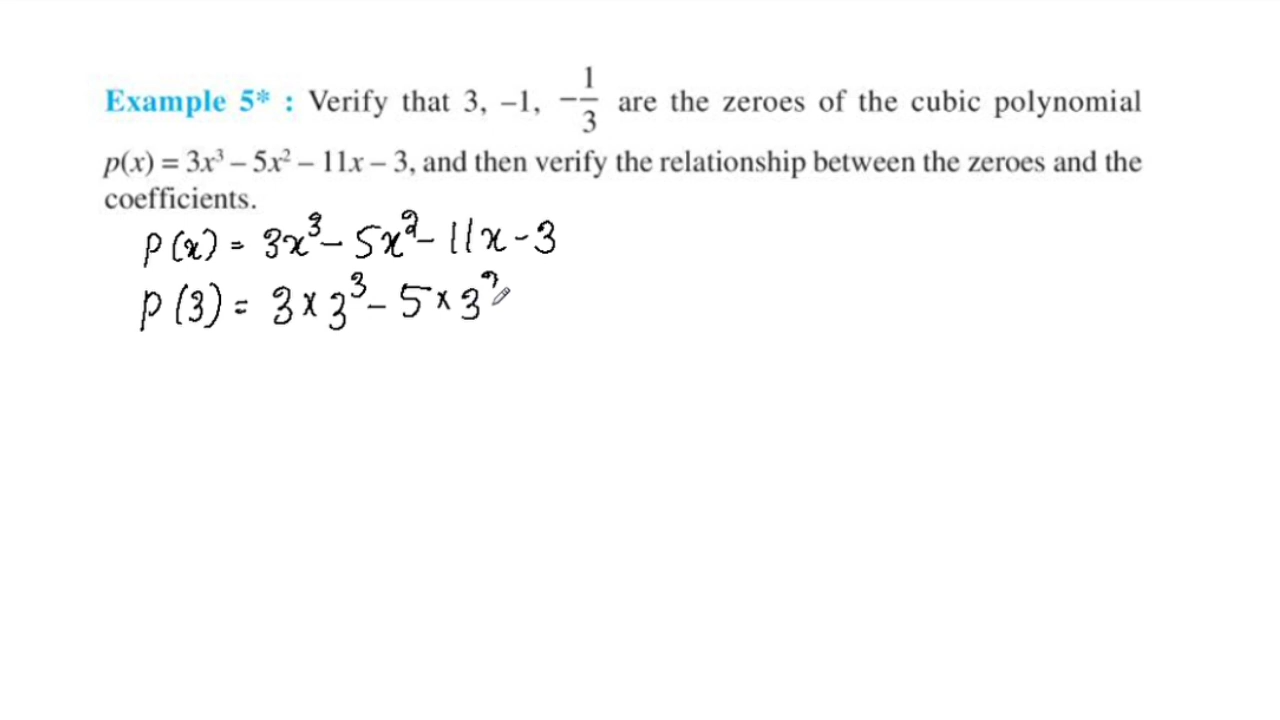 Example 5* : Verify that 3, –1, −1/3 are the zeroes of the cubic polynomial
p(x) = 3x³ – 5x² – 11x – 3, and then verify the relationship between the zeroes and the
coefficients.
P(x) = 3x³ - 5x² - 11x - 3
P(3) = 3 × 3³ - 5 × 3²